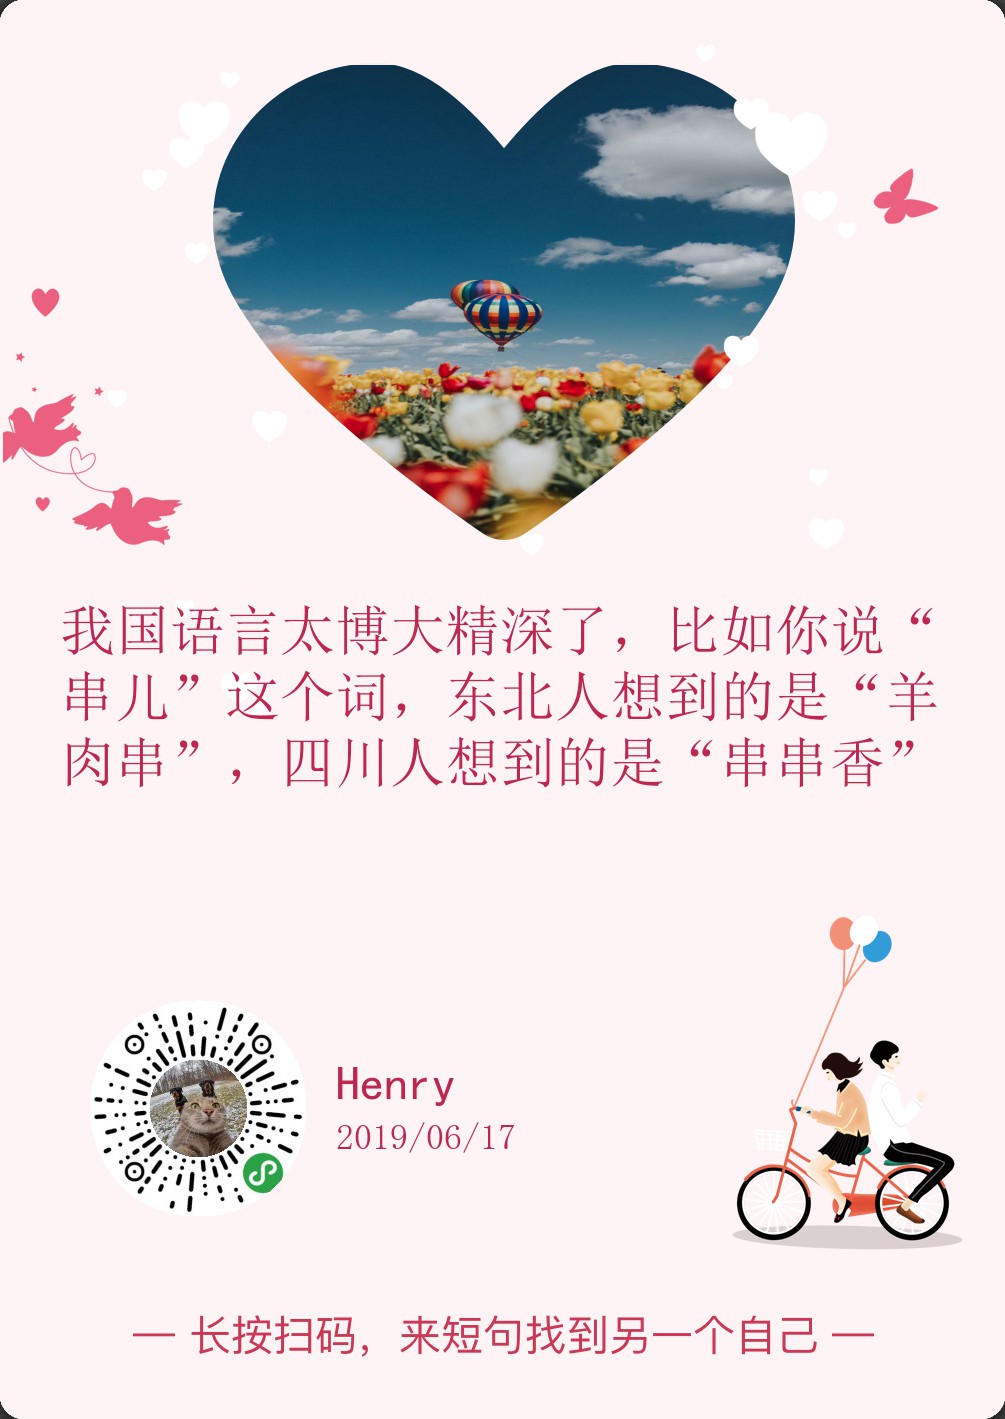 我国语言太博大精深了，比如你说“
串儿”这个词，东北人想到的是“羊
肉串”，四川人想到的是“串串香”
Henry
2019/06/17
— 长按扫码，来短句找到另一个自己 —